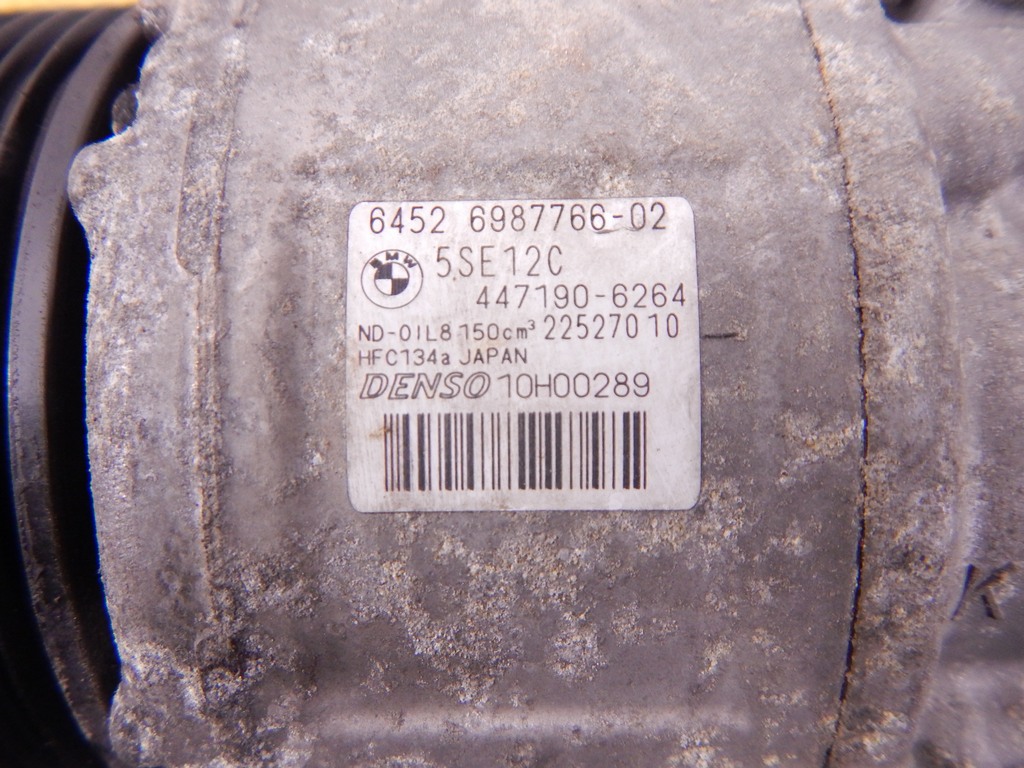 6452 6987766-02
BMW 5SE12C
447190-6264
ND-OIL8 150cm³ 22527010
HFC134a JAPAN
DENSO 10H00289
K